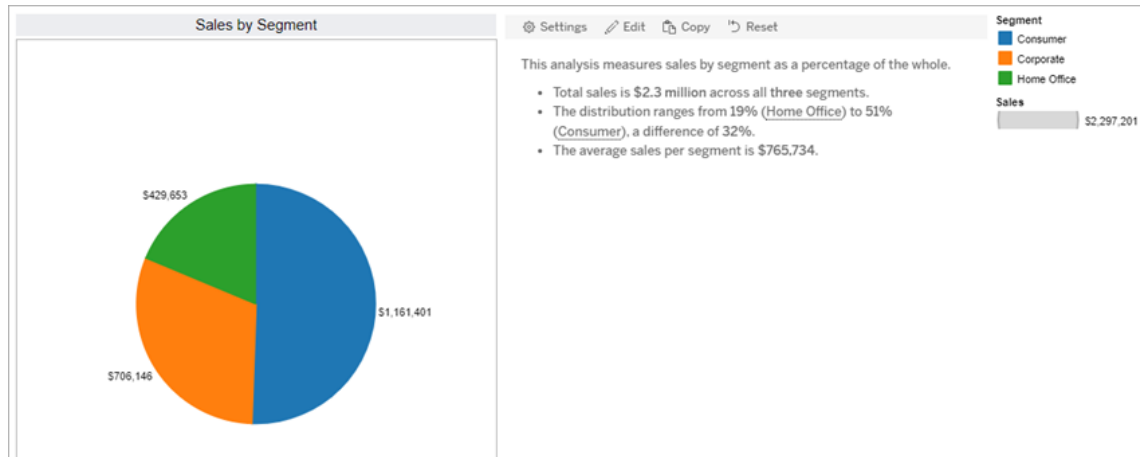 Sales by Segment
$429,653
$1,161,401
$706,146
Settings Edit Copy Reset
This analysis measures sales by segment as a percentage of the whole.
• Total sales is $2.3 million across all three segments.
• The distribution ranges from 19% (Home Office) to 51%
(Consumer), a difference of 32%.
• The average sales per segment is $765,734.
Segment
Consumer
Corporate
Home Office
Sales
$2,297,201